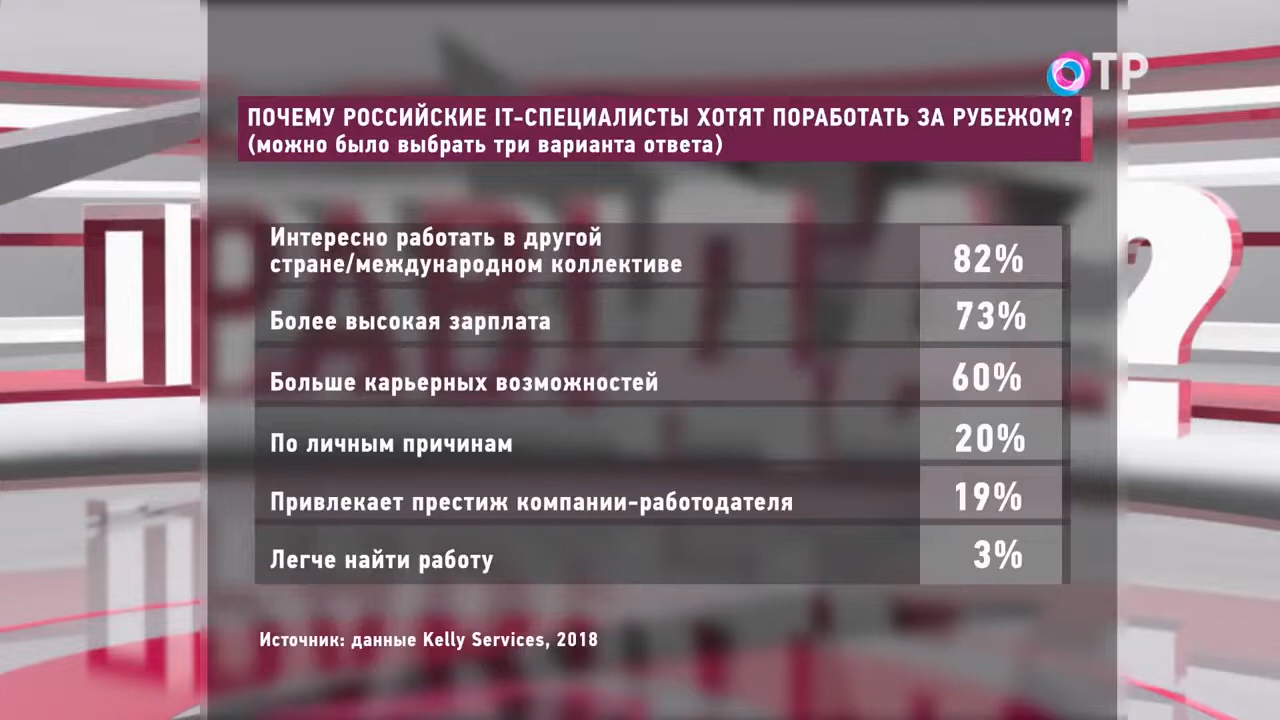 ОТР
ПОЧЕМУ РОССИЙСКИЕ IT-СПЕЦИАЛИСТЫ ХОТЯТ ПОРАБОТАТЬ ЗА РУБЕЖОМ?
(можно было выбрать три варианта ответа)
Интересно работать в другой
стране/международном коллективе
82%
Более высокая зарплата
73%
Больше карьерных возможностей
60%
По личным причинам
20%
Привлекает престиж компании-работодателя
19%
Легче найти работу
3%
Источник: данные Kelly Services, 2018